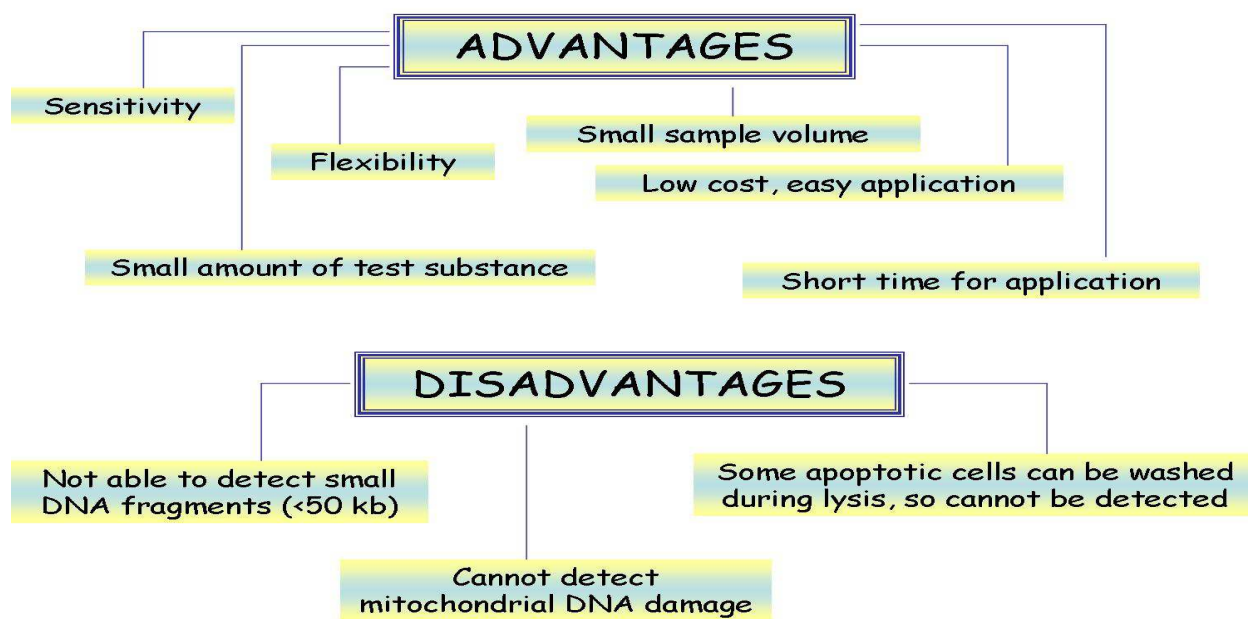 ADVANTAGES
Sensitivity
Small sample volume
Flexibility
Low cost, easy application
Small amount of test substance
Short time for application
DISADVANTAGES
Not able to detect small
DNA fragments (<50 kb)
Some apoptotic cells can be washed
during lysis, so cannot be detected
Cannot detect
mitochondrial DNA damage